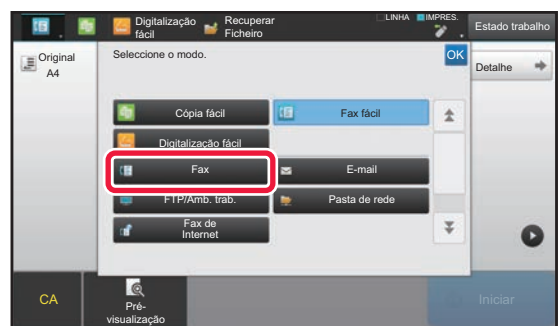 Digitalização
fácil
Recuperar
Ficheiro
LINHA
IMPRES.
Estado trabalho
Original
A4
Seleccione o modo.
OK
Detalhe
Cópia fácil
Fax fácil
Digitalização fácil
Fax
E-mail
FTP/Amb. trab.
Pasta de rede
Fax de
Internet
CA
Pré-
visualização
Iniciar